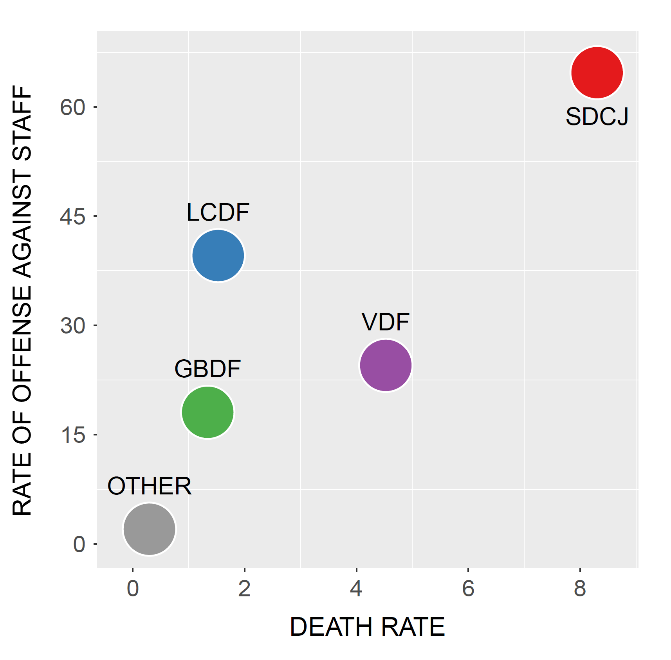 RATE OF OFFENSE AGAINST STAFF
60
45
30
15
0
SDCJ
LCDF
VDF
GBDF
OTHER
0 2 4 6 8
DEATH RATE